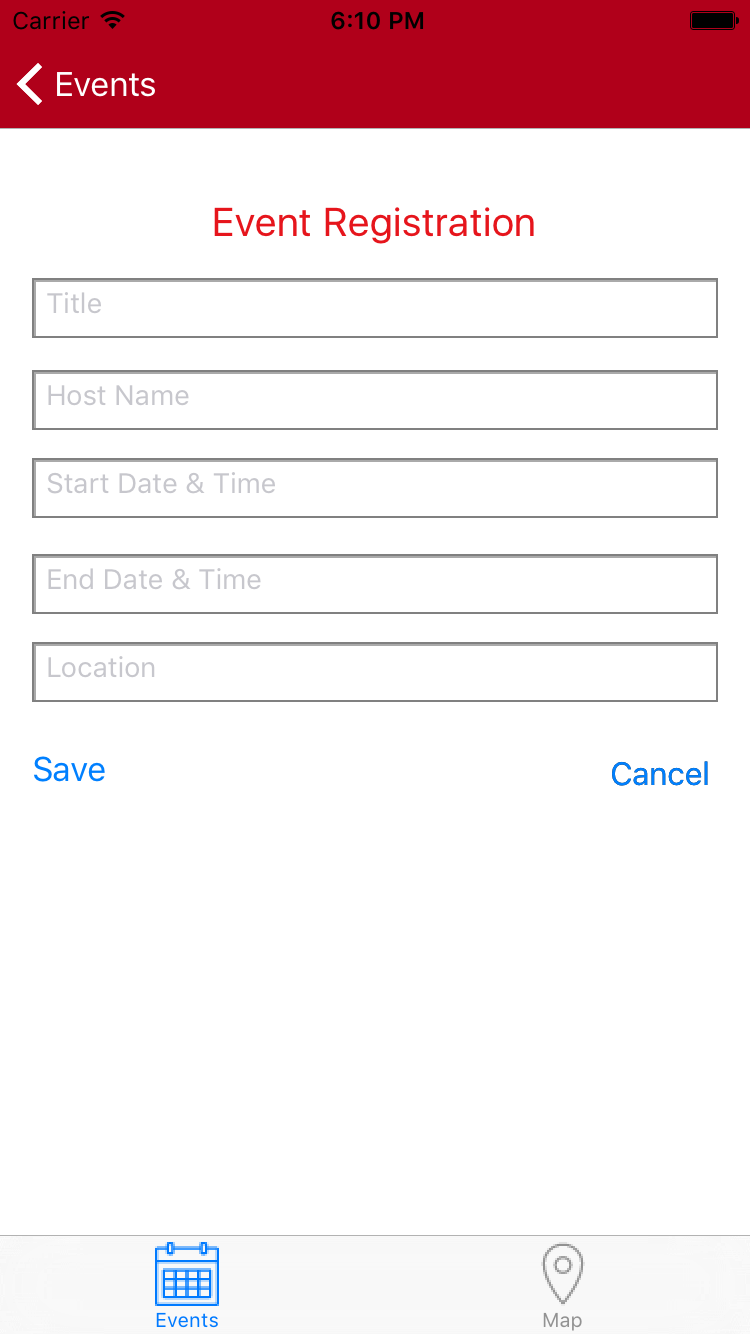 Carrier 6:10 PM
Events
Event Registration
Title
Host Name
Start Date & Time
End Date & Time
Location
Save Cancel
Events Map